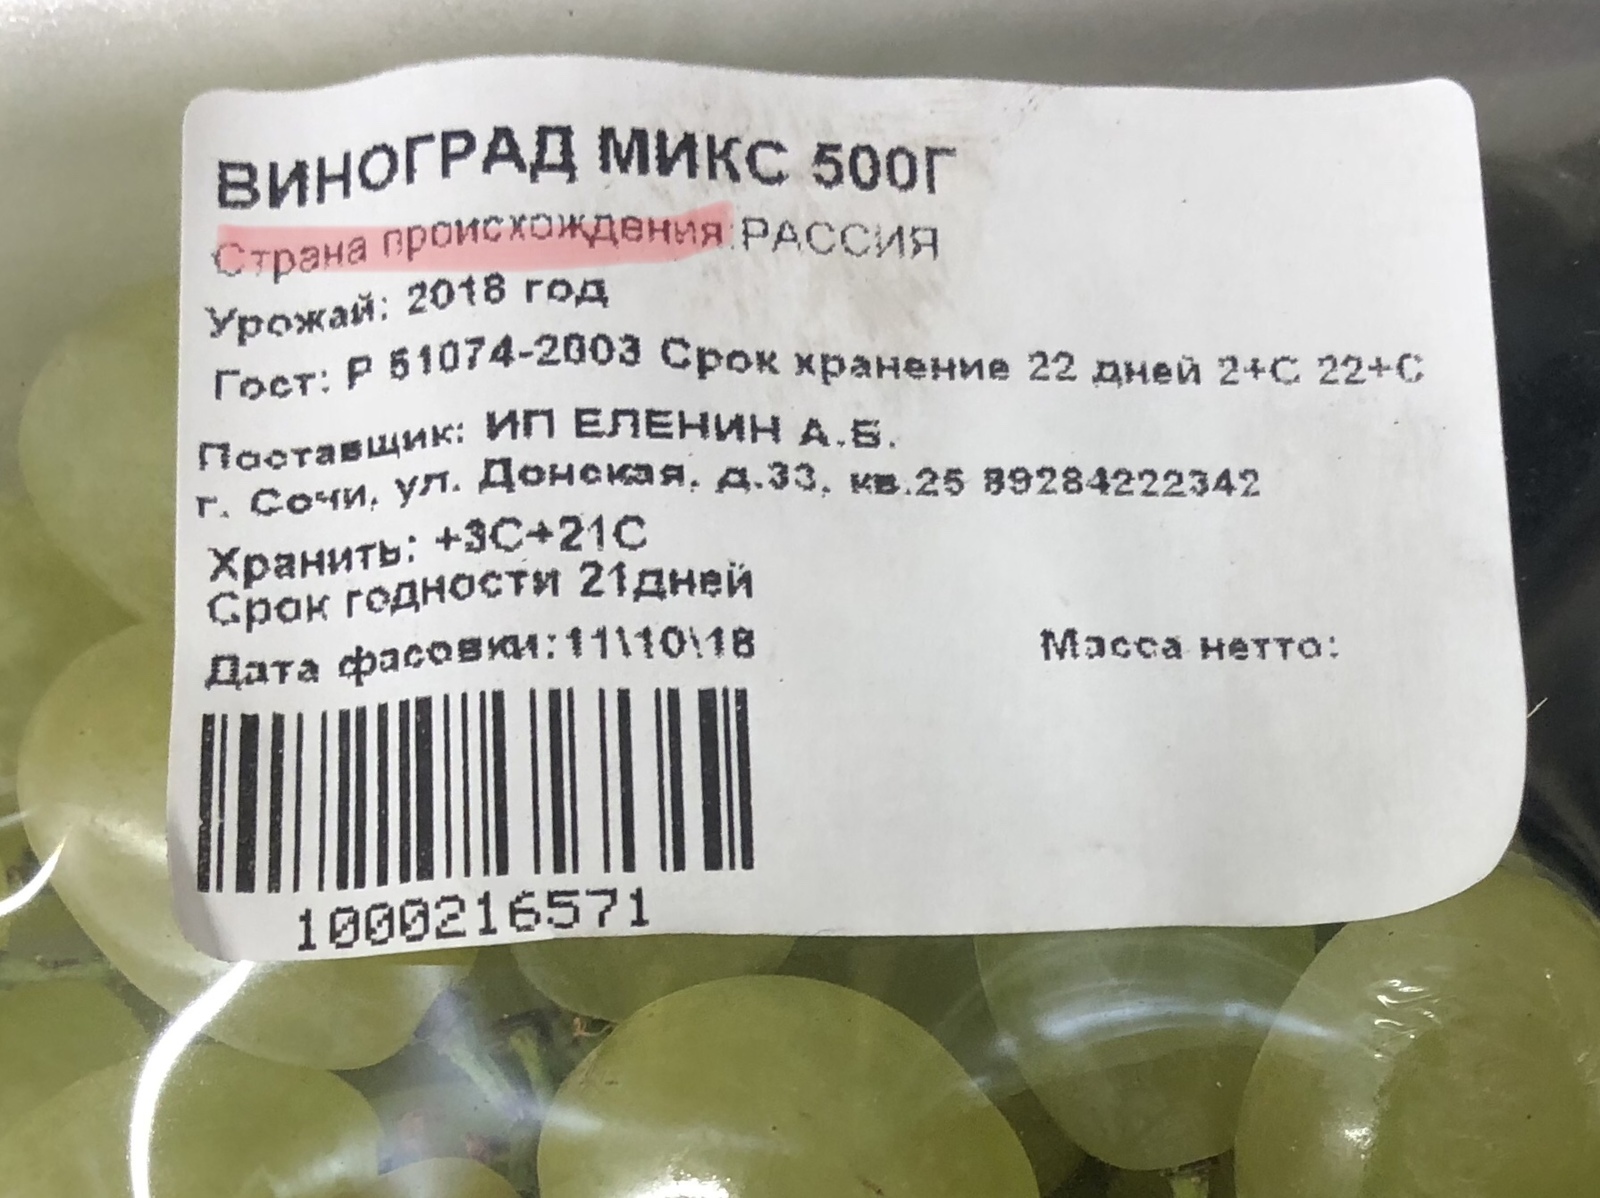 ВИНОГРАД МИКС 500Г
Страна происхождения:РАССИЯ
Урожай: 2018 год
Гост: Р 51074-2003 Срок хранение 22 дней 2+С 22+С
Поставщик: ИП ЕЛЕНИН А.Б.
г. Сочи, ул. Донская, д.33, кв.25 89284222342
Хранить: +3С+21С
Срок годности 21дней
Дата фасовки:11\10\18
Масса нетто:
1000216571